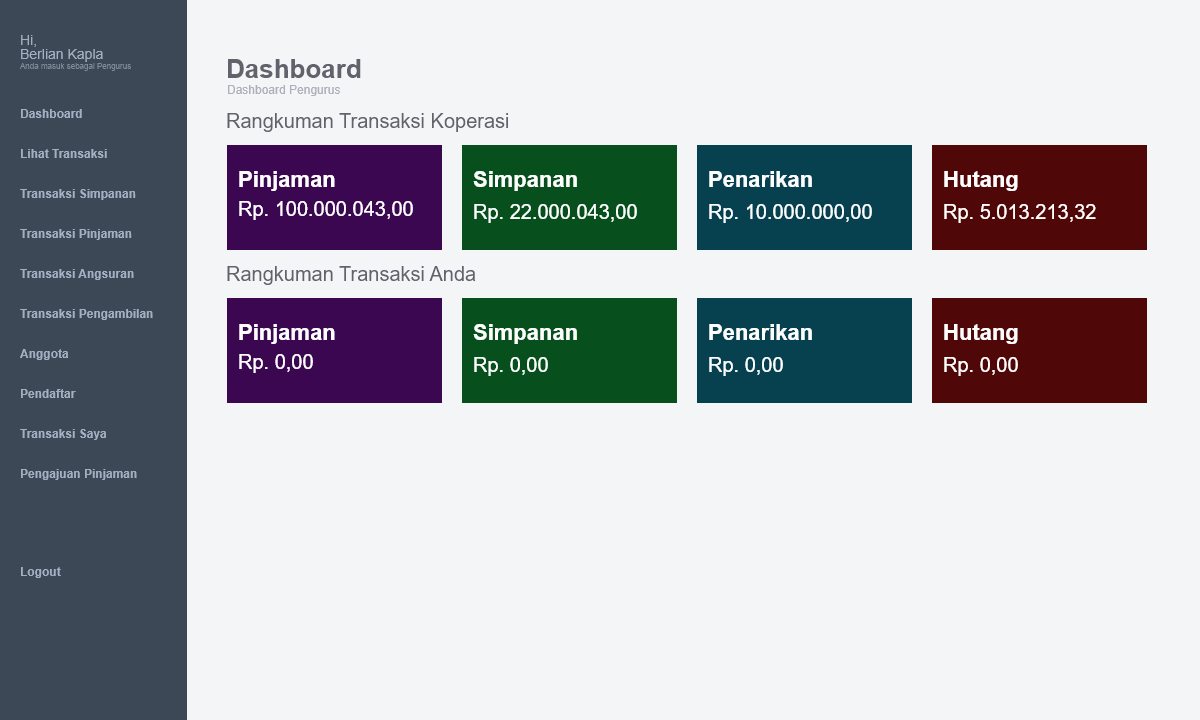 Hi,
Berlian Kapla
Anda masuk sebagai Pengurus
Dashboard
Lihat Transaksi
Transaksi Simpanan
Transaksi Pinjaman
Transaksi Angsuran
Transaksi Pengambilan
Anggota
Pendaftar
Transaksi Saya
Pengajuan Pinjaman
Logout
Dashboard
Dashboard Pengurus
Rangkuman Transaksi Koperasi
Pinjaman
Rp. 100.000.043,00
Simpanan
Rp. 22.000.043,00
Penarikan
Rp. 10.000.000,00
Hutang
Rp. 5.013.213,32
Rangkuman Transaksi Anda
Pinjaman
Rp. 0,00
Simpanan
Rp. 0,00
Penarikan
Rp. 0,00
Hutang
Rp. 0,00